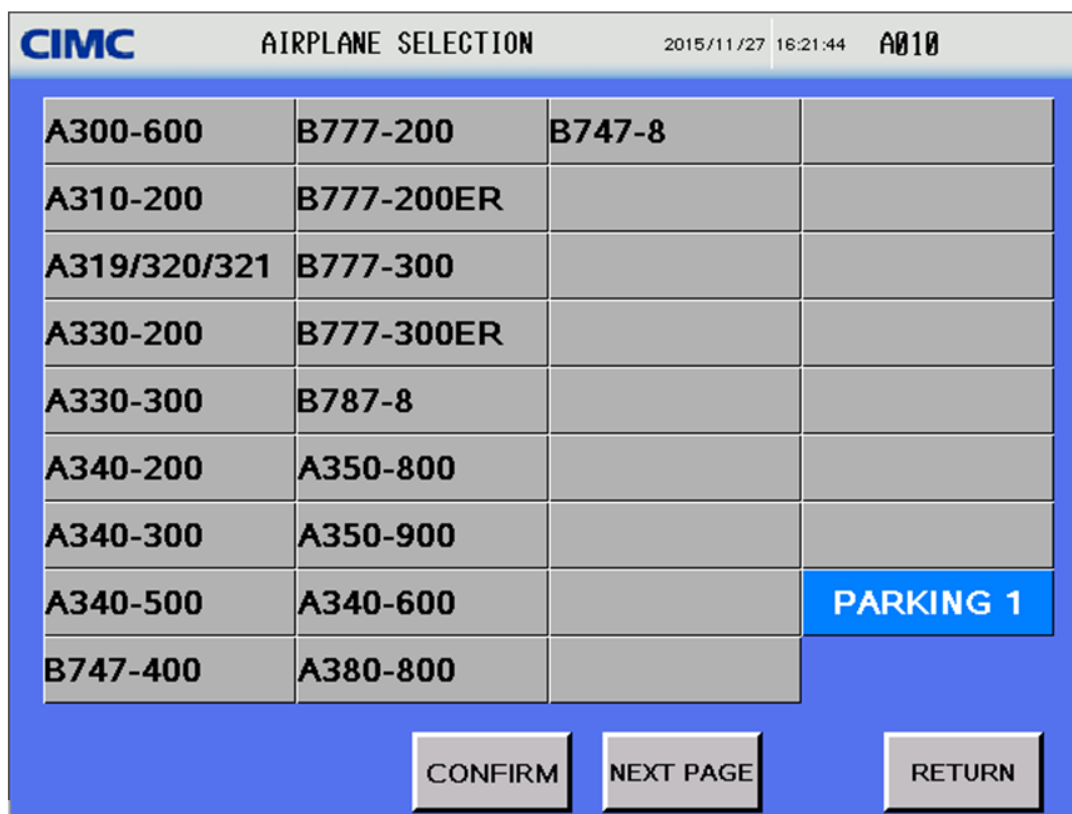 CIMC AIRPLANE SELECTION 2015/11/27 16:21:44 A010
A300-600 B777-200 B747-8
A310-200 B777-200ER
A319/320/321 B777-300
A330-200 B777-300ER
A330-300 B787-8
A340-200 A350-800
A340-300 A350-900
A340-500 A340-600 PARKING 1
B747-400 A380-800
CONFIRM NEXT PAGE RETURN